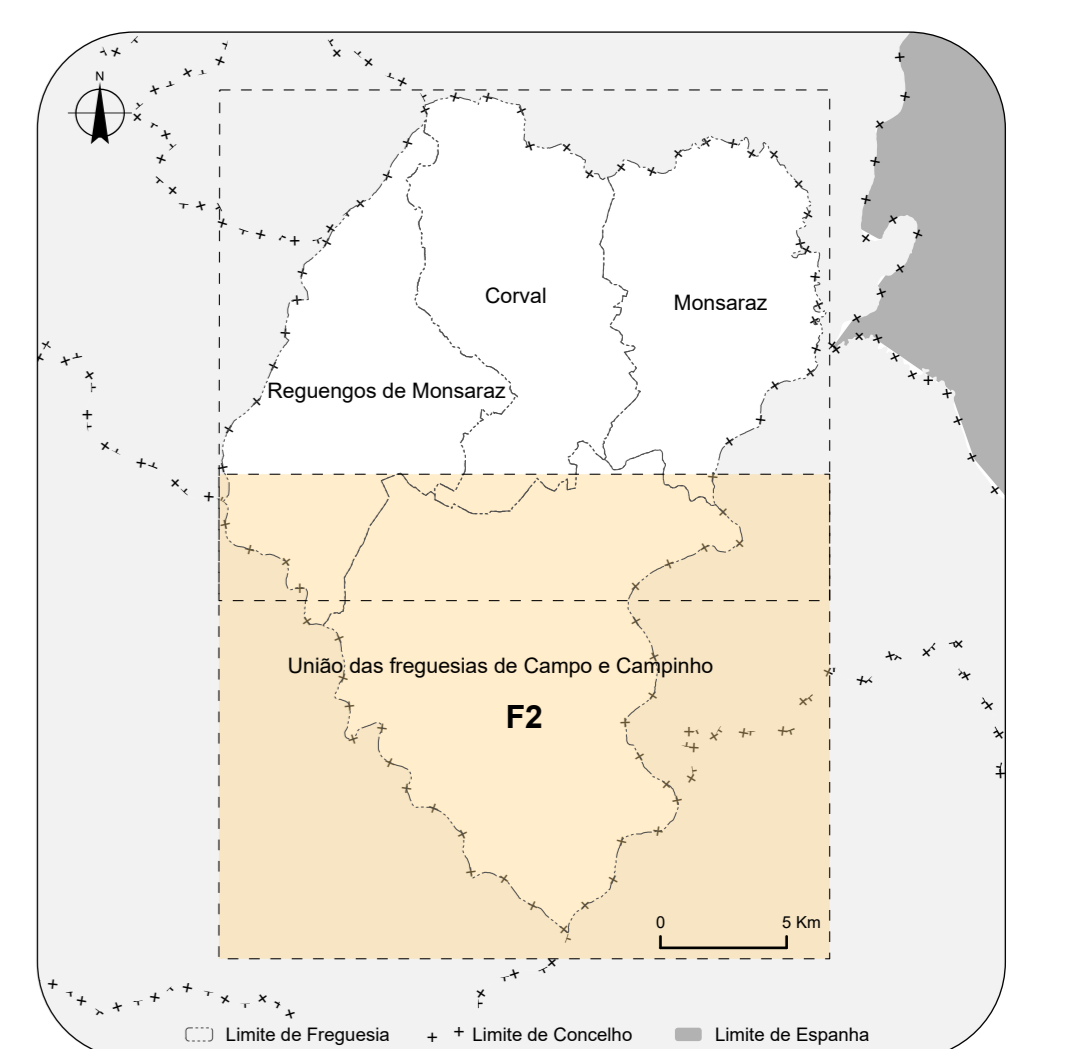 N
Corval
Monsaraz
Reguengos de Monsaraz
União das freguesias de Campo e Campinho
F2
0 5 Km
Limite de Freguesia Limite de Concelho Limite de Espanha